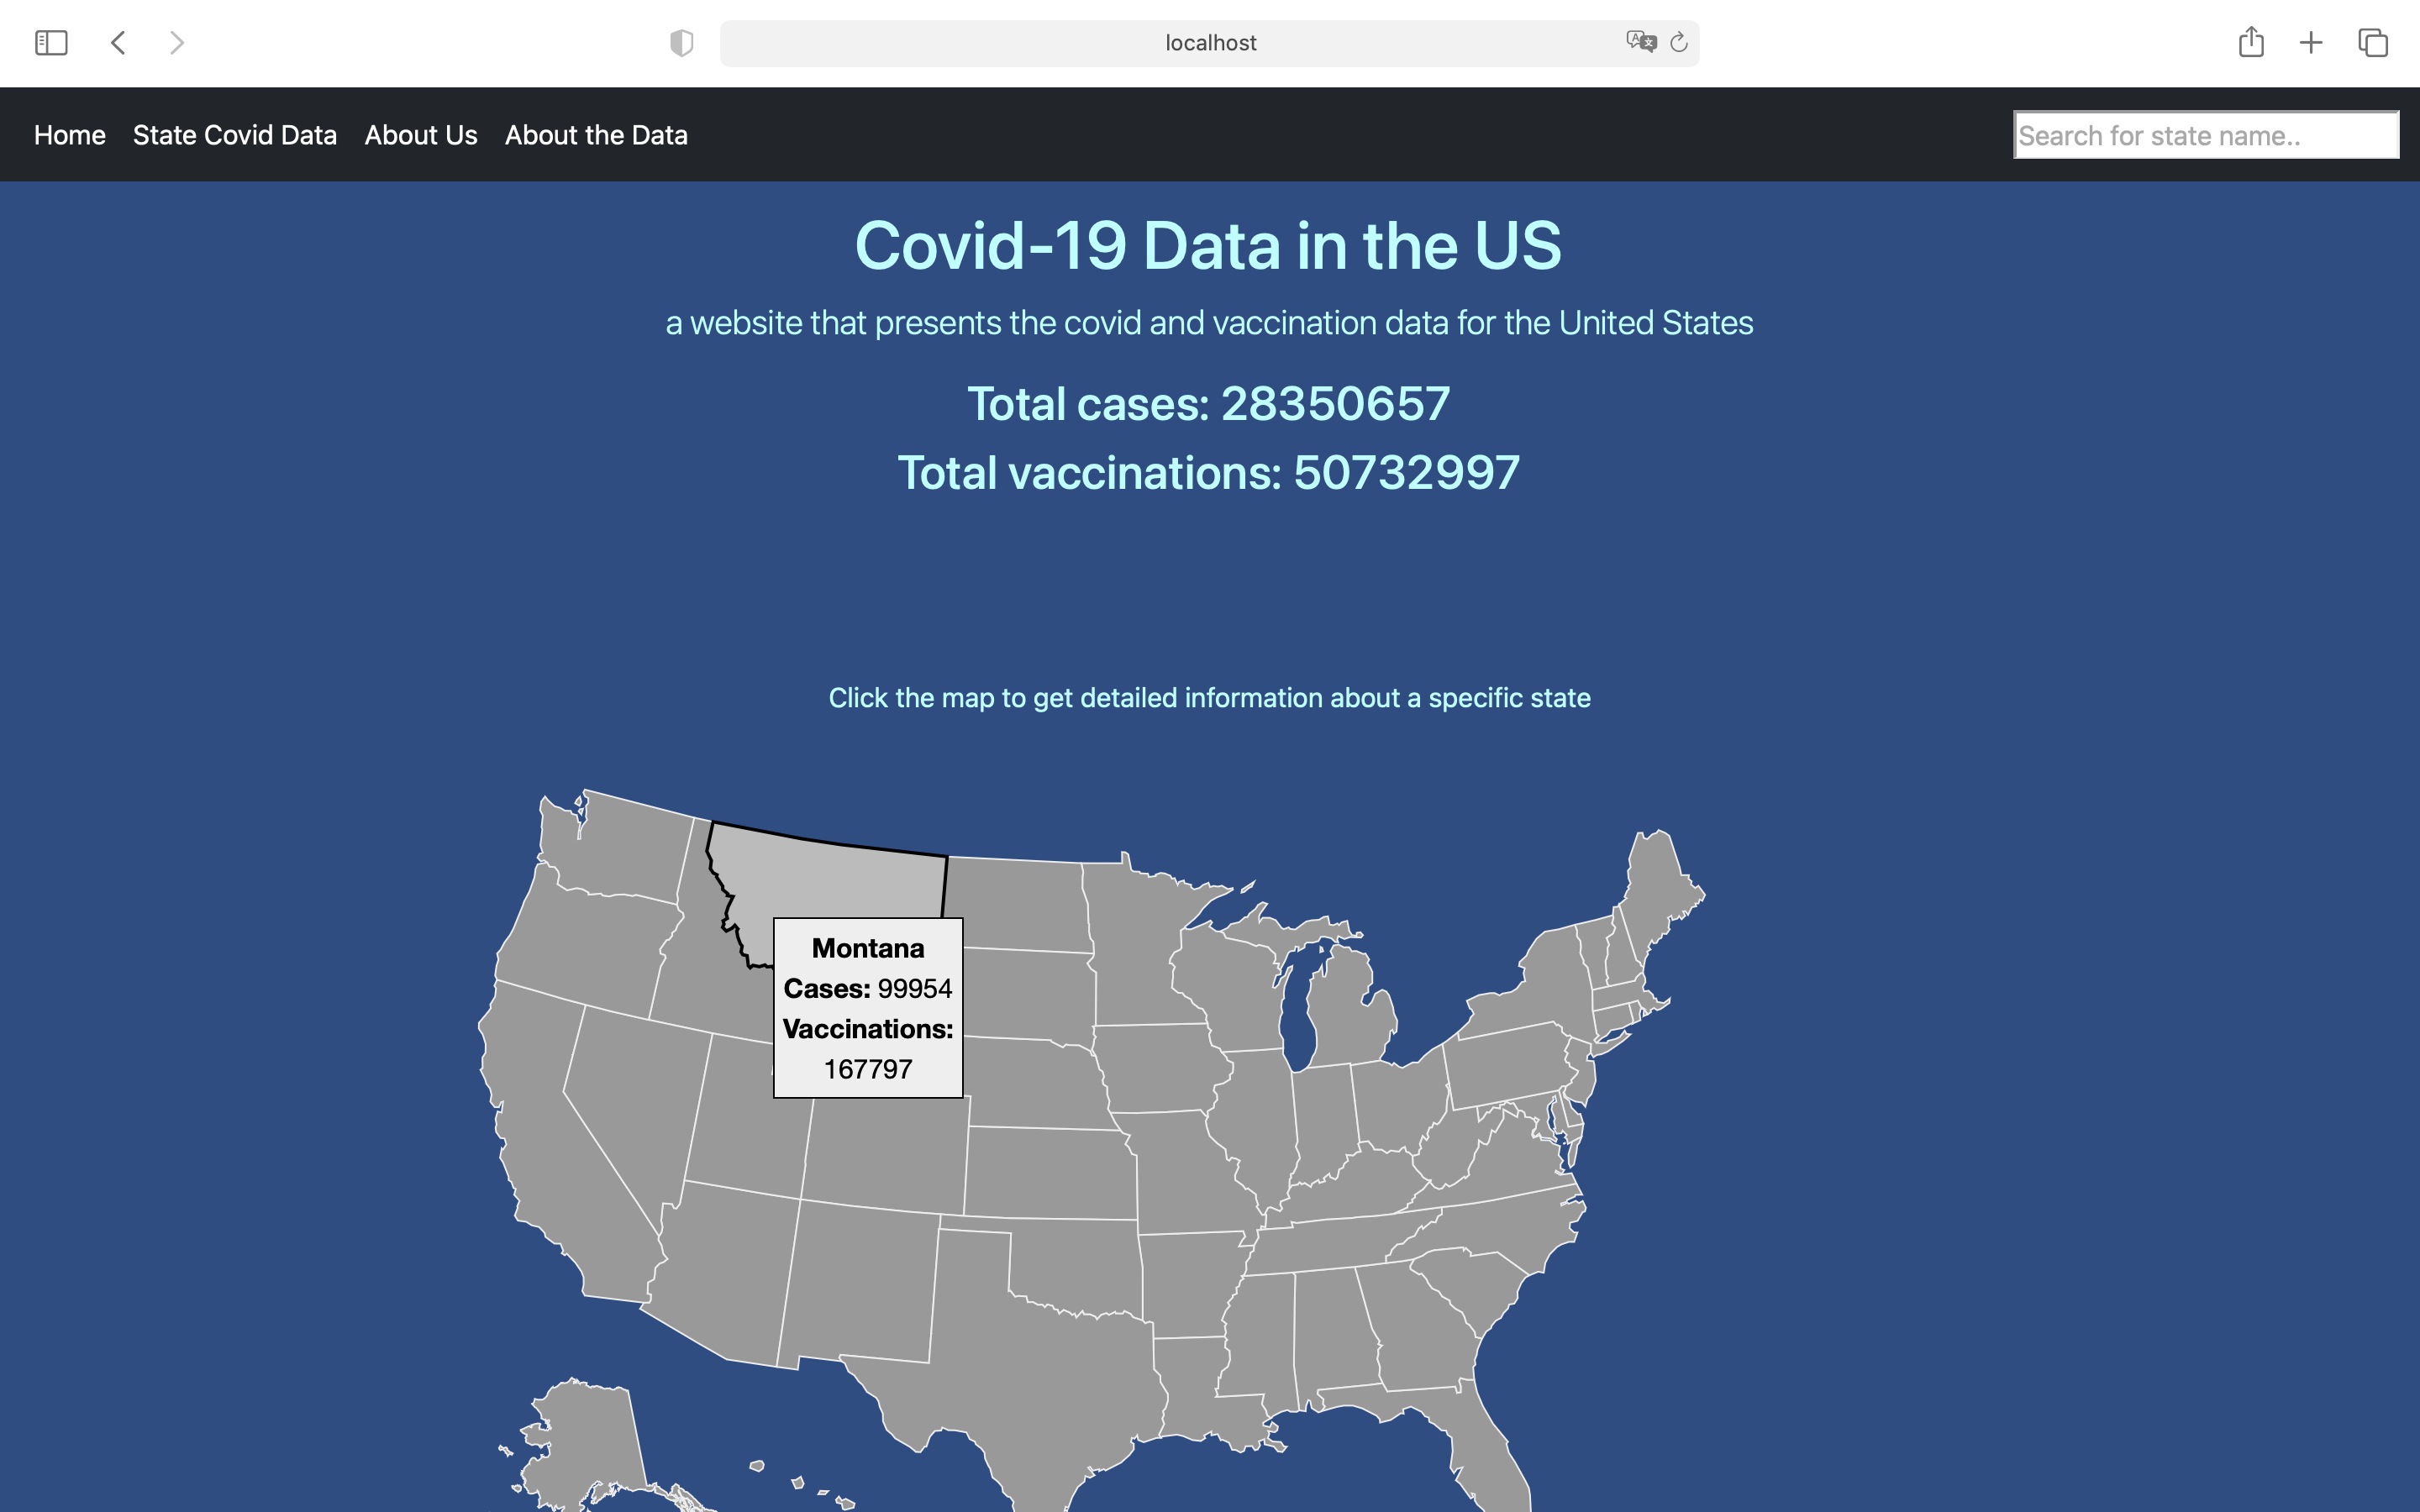 localhost
Home State Covid Data About Us About the Data
Search for state name..
Covid-19 Data in the US
a website that presents the covid and vaccination data for the United States
Total cases: 28350657
Total vaccinations: 50732997
Click the map to get detailed information about a specific state
Montana
Cases: 99954
Vaccinations:
167797